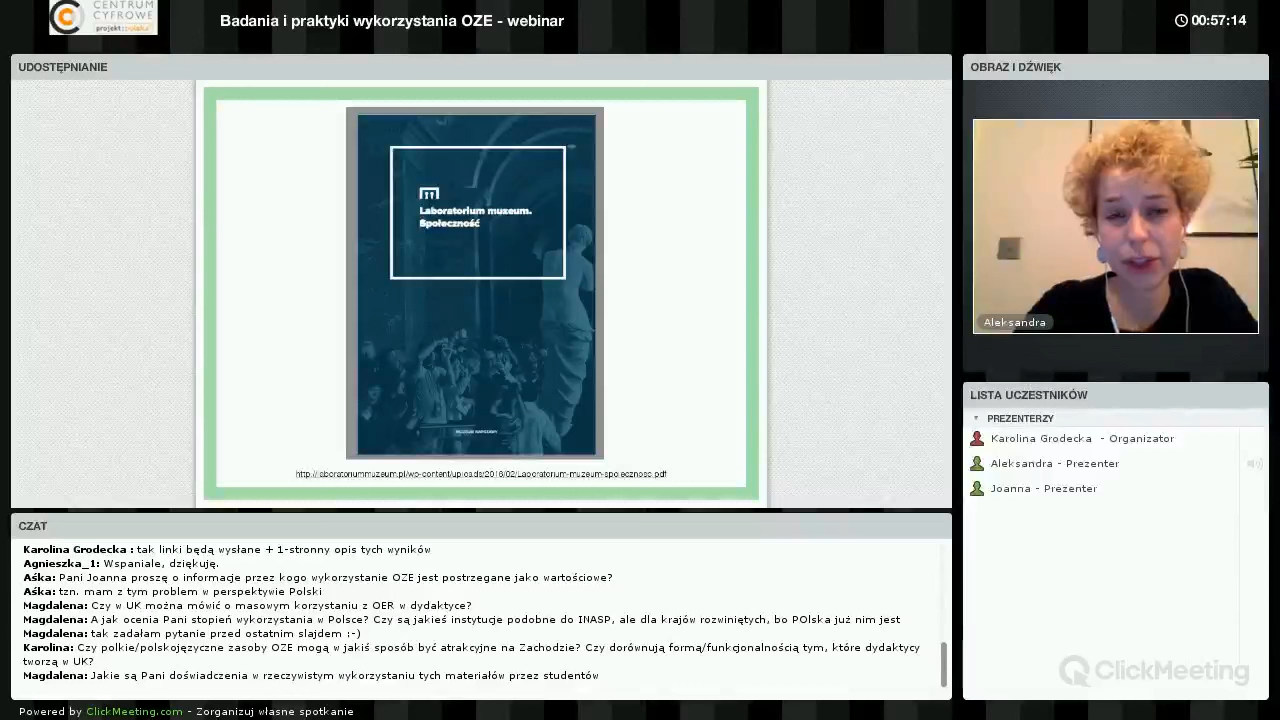 CENTRUM
CYFROWE
Badania i praktyki wykorzystania OZE - webinar
00:57:14
UDOSTĘPNIANIE
Laboratorium muzeum.
Społeczność
MUZEUM WARSZAWY
http://laboratoriummuzeum.pl/wp-content/uploads/2016/02/Laboratorium-muzeum-spolecznosc.pdf
OBRAZ I DŹWIĘK
Aleksandra
LISTA UCZESTNIKÓW
PREZENTERZY
Karolina Grodecka - Organizator
Aleksandra - Prezenter
Joanna - Prezenter
CZAT
Karolina Grodecka : tak linki będą wysłane + 1-stronny opis tych wyników
Agnieszka_1: Wspaniale, dziękuję.
Aśka: Pani Joanna proszę o informacje przez kogo wykorzystanie OZE jest postrzegane jako wartościowe?
Aśka: tzn. mam z tym problem w perspektywie Polski
Magdalena: Czy w UK można mówić o masowym korzystaniu z OER w dydaktyce?
Magdalena: A jak ocenia Pani stopień wykorzystania w Polsce? Czy są jakieś instytucje podobne do INASP, ale dla krajów rozwiniętych, bo POlska już nim jest
Magdalena: tak zadałam pytanie przed ostatnim slajdem :-)
Karolina: Czy polkie/polskojęzyczne zasoby OZE mogą w jakiś sposób być atrakcyjne na Zachodzie? Czy dorównują formą/funkcjonalnością tym, które dydaktycy
tworzą w UK?
Magdalena: Jakie są Pani doświadczenia w rzeczywistym wykorzystaniu tych materiałów przez studentów
ClickMeeting
Powered by ClickMeeting.com - Zorganizuj własne spotkanie